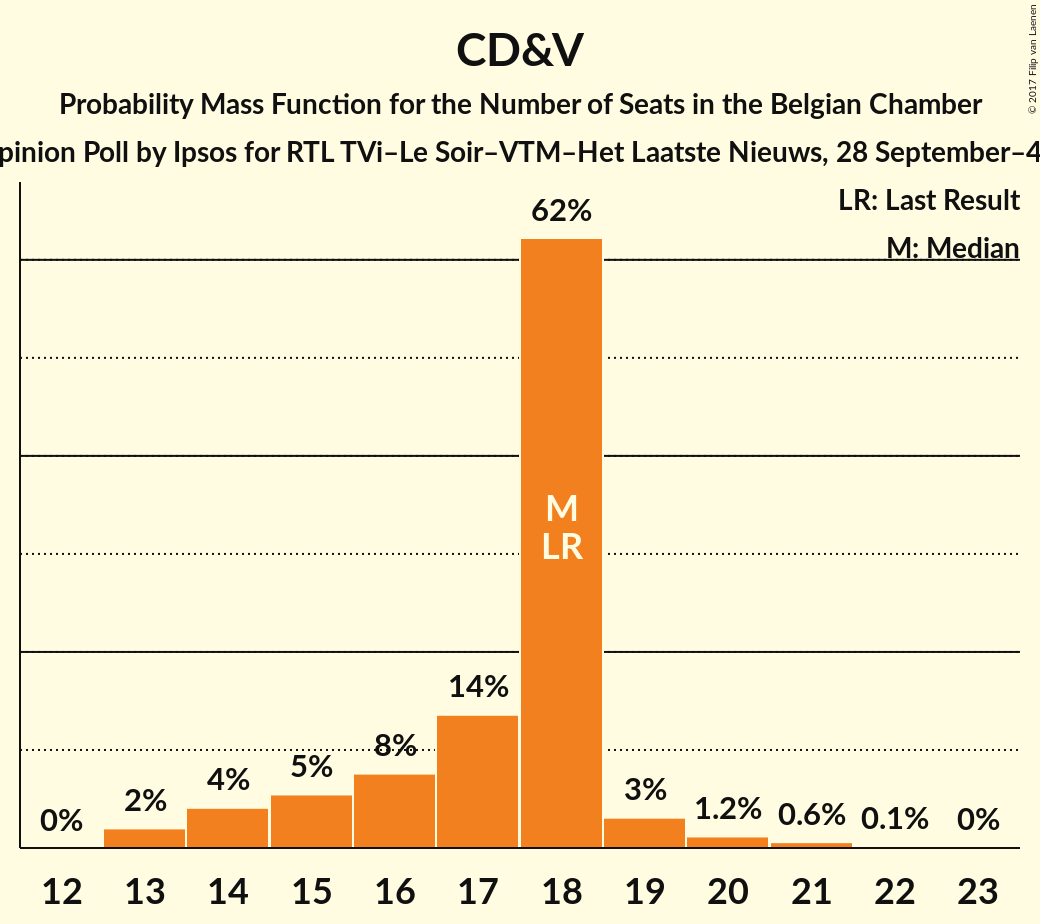 CD&V
Probability Mass Function for the Number of Seats in the Belgian Chamber
pinion Poll by Ipsos for RTL TVi–Le Soir–VTM–Het Laatste Nieuws, 28 September–4
© 2017 Filip van Laenen
LR: Last Result
M: Median
62%
M
LR
14%
8%
5%
4%
2%
0%
3%
1.2%
0.6%
0.1%
0%
12 13 14 15 16 17 18 19 20 21 22 23